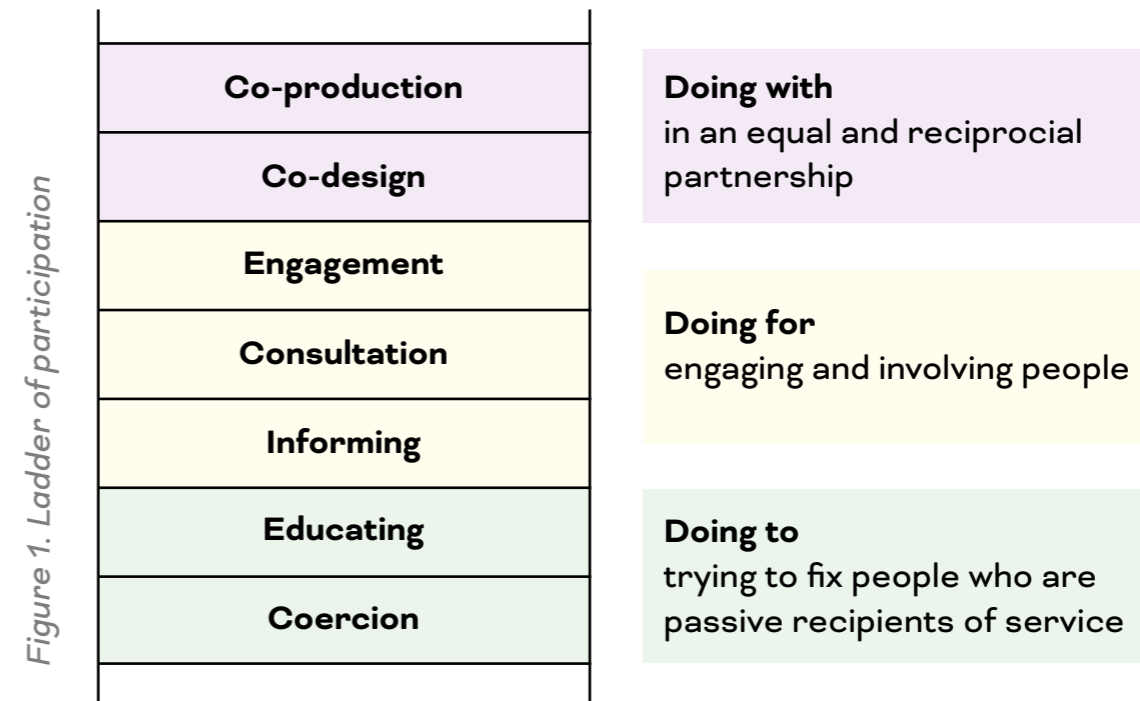 Figure 1. Ladder of participation
Co-production
Co-design
Engagement
Consultation
Informing
Educating
Coercion
Doing with
in an equal and reciprocial
partnership
Doing for
engaging and involving people
Doing to
trying to fix people who are
passive recipients of service